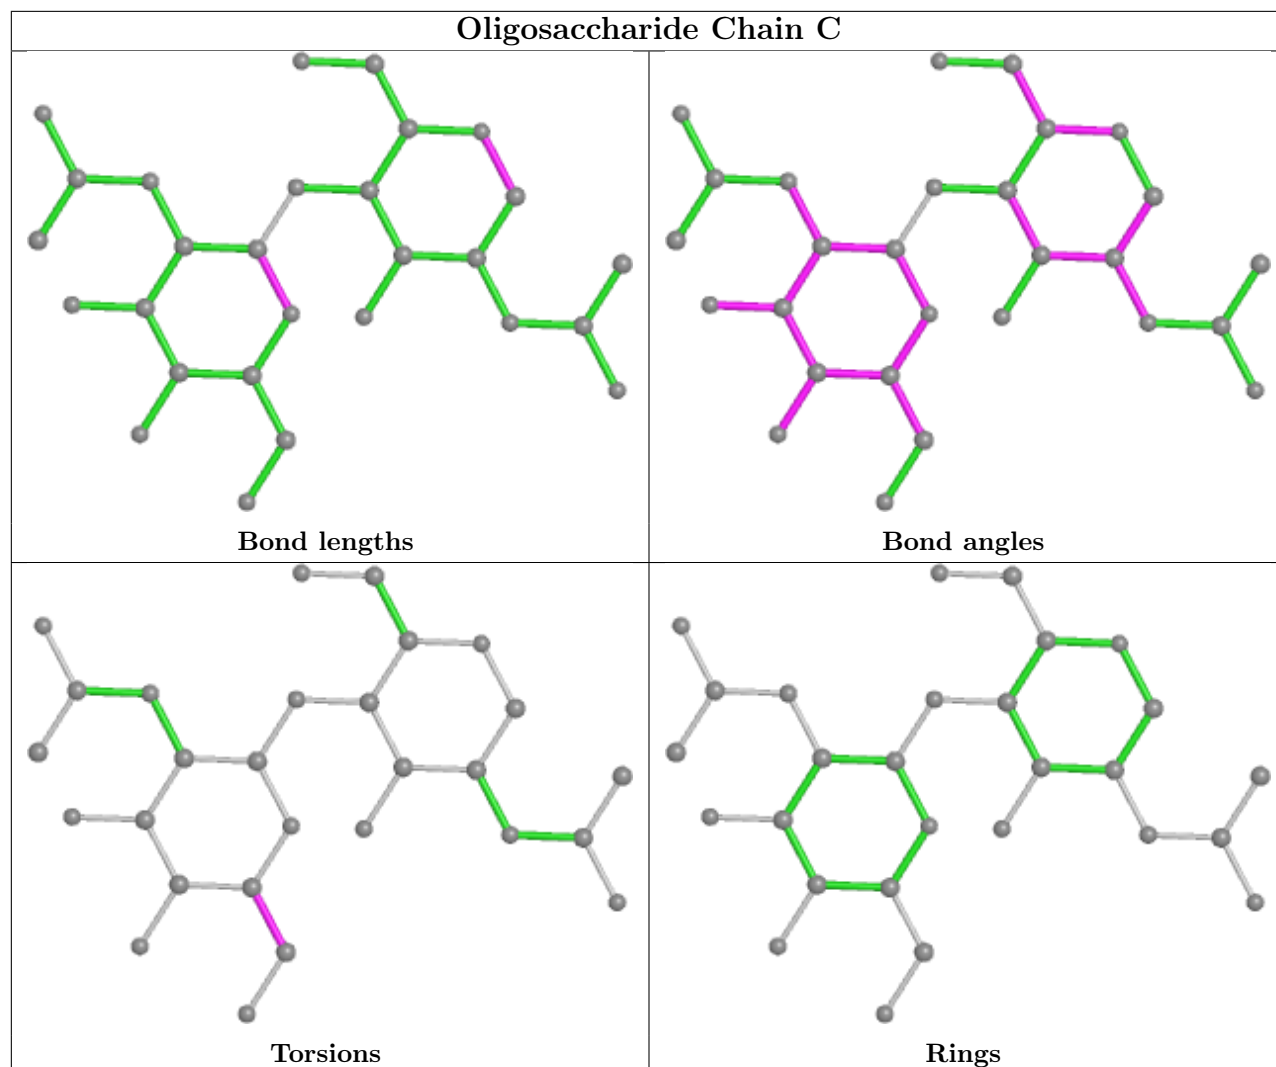 Oligosaccharide Chain C
Bond lengths
Bond angles
Torsions
Rings